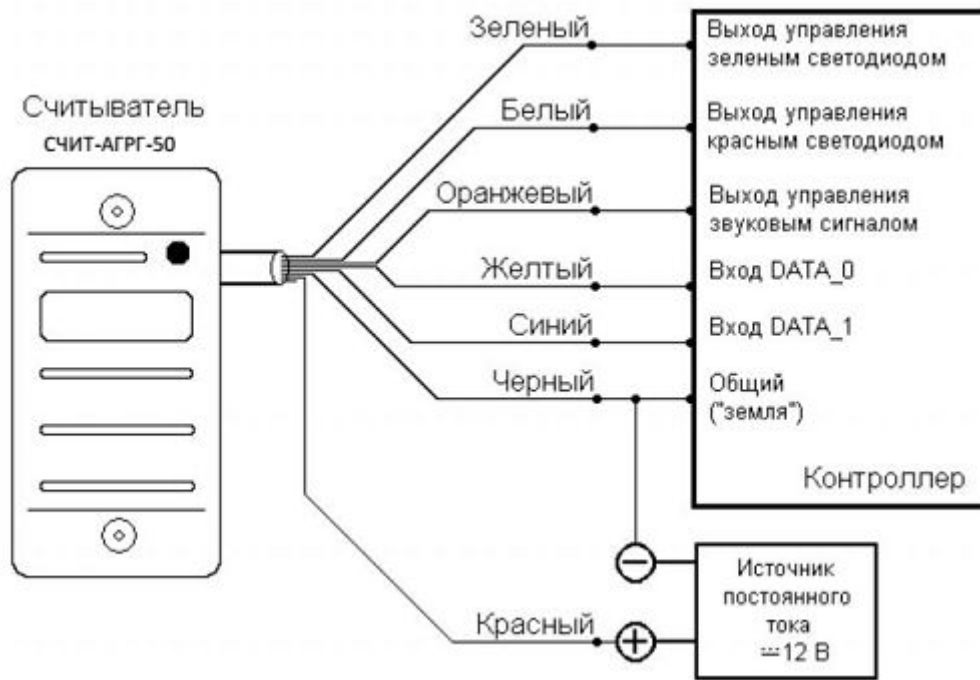 Считыватель
СЧИТ-АГРГ-50
Зеленый
Выход управления
зеленым светодиодом
Белый
Выход управления
красным светодиодом
Оранжевый
Выход управления
звуковым сигналом
Желтый
Вход DATA_0
Синий
Вход DATA_1
Черный
Общий
("земля")
Контроллер
Красный
Источник
постоянного
тока
⎓12 В